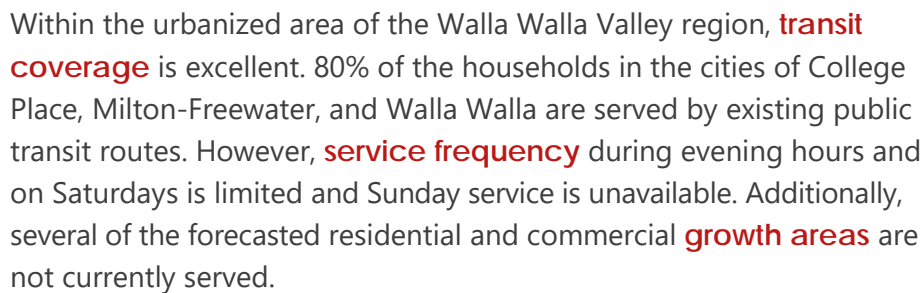 Within the urbanized area of the Walla Walla Valley region, transit
coverage is excellent. 80% of the households in the cities of College
Place, Milton-Freewater, and Walla Walla are served by existing public
transit routes. However, service frequency during evening hours and
on Saturdays is limited and Sunday service is unavailable. Additionally,
several of the forecasted residential and commercial growth areas are
not currently served.